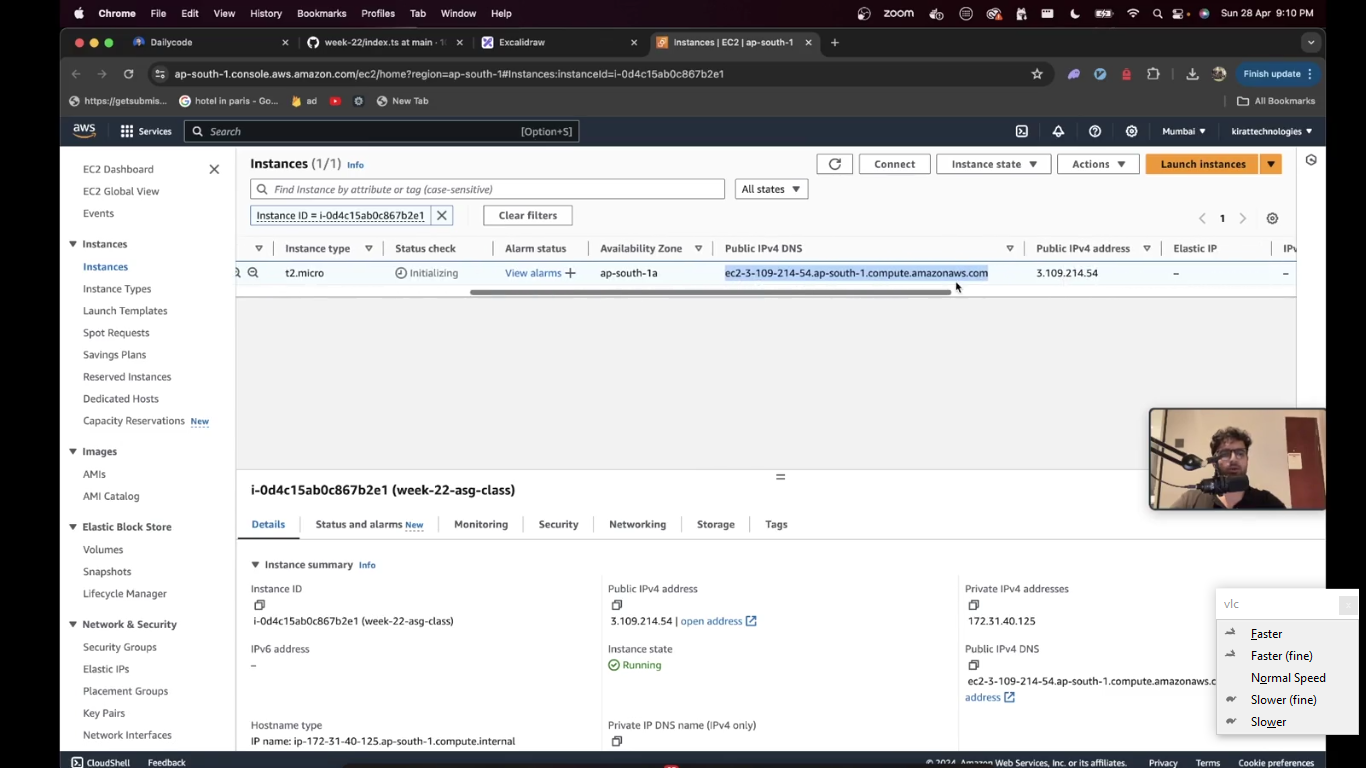 Chrome File Edit View History Bookmarks Profiles Tab Window Help zoom Sun 28 Apr 9:10 PM
Dailycode week-22/index.ts at main · 1 Excalidraw Instances | EC2 | ap-south-1
ap-south-1.console.aws.amazon.com/ec2/home?region=ap-south-1#Instances:instanceId=i-0d4c15ab0c867b2e1 Finish update
https://getsubmis... hotel in paris - Go... ad New Tab All Bookmarks
aws Services Search [Option+S] Mumbai kirattechnologies
EC2 Dashboard
EC2 Global View
Events
Instances
Instances
Instance Types
Launch Templates
Spot Requests
Savings Plans
Reserved Instances
Dedicated Hosts
Capacity Reservations New
Images
AMIs
AMI Catalog
Elastic Block Store
Volumes
Snapshots
Lifecycle Manager
Network & Security
Security Groups
Elastic IPs
Placement Groups
Key Pairs
Network Interfaces
Instances (1/1) Info Connect Instance state Actions Launch instances
Find Instance by attribute or tag (case-sensitive) All states
Instance ID = i-0d4c15ab0c867b2e1 Clear filters 1
Instance type Status check Alarm status Availability Zone Public IPv4 DNS Public IPv4 address Elastic IP IPv
t2.micro Initializing View alarms + ap-south-1a ec2-3-109-214-54.ap-south-1.compute.amazonaws.com 3.109.214.54 – –
i-0d4c15ab0c867b2e1 (week-22-asg-class)
Details Status and alarms New Monitoring Security Networking Storage Tags
Instance summary Info
Instance ID
i-0d4c15ab0c867b2e1 (week-22-asg-class)
IPv6 address
–
Hostname type
IP name: ip-172-31-40-125.ap-south-1.compute.internal
Public IPv4 address
3.109.214.54 | open address
Instance state
Running
Private IP DNS name (IPv4 only)
Private IPv4 addresses
172.31.40.125
Public IPv4 DNS
ec2-3-109-214-54.ap-south-1.compute.amazonaws.c
address
vlc
Faster
Faster (fine)
Normal Speed
Slower (fine)
Slower
CloudShell Feedback © 2024, Amazon Web Services, Inc. or its affiliates. Privacy Terms Cookie preferences